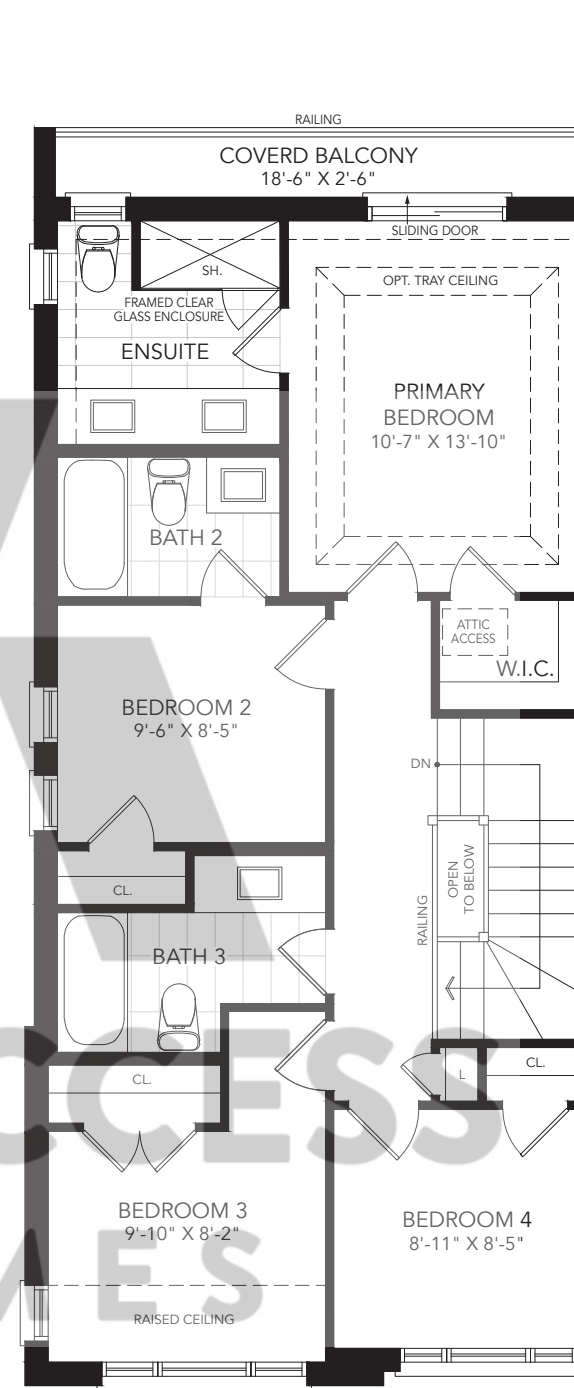 RAILING
COVERD BALCONY
18'-6" X 2'-6"
SLIDING DOOR
SH.
OPT. TRAY CEILING
FRAMED CLEAR
GLASS ENCLOSURE
ENSUITE
PRIMARY
BEDROOM
10'-7" X 13'-10"
BATH 2
ATTIC
ACCESS
W.I.C.
BEDROOM 2
9'-6" X 8'-5"
DN
OPEN
TO BELOW
RAILING
CL.
BATH 3
CCESS
CL.
L
CL.
BEDROOM 3
9'-10" X 8'-2"
BEDROOM 4
8'-11" X 8'-5"
MES
RAISED CEILING